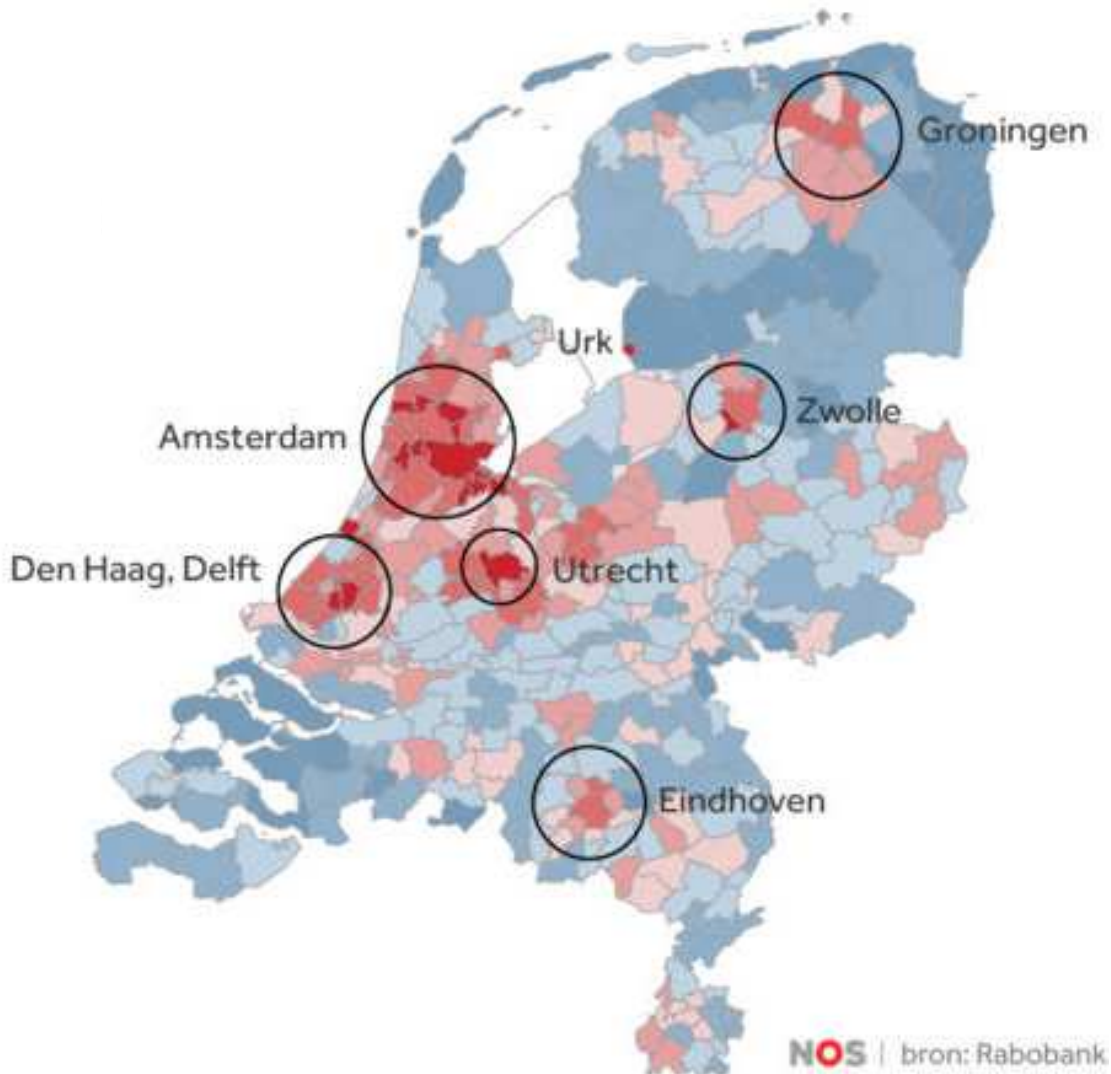 Groningen
Urk
Zwolle
Amsterdam
Den Haag, Delft
Utrecht
Eindhoven
NOS | bron: Rabobank